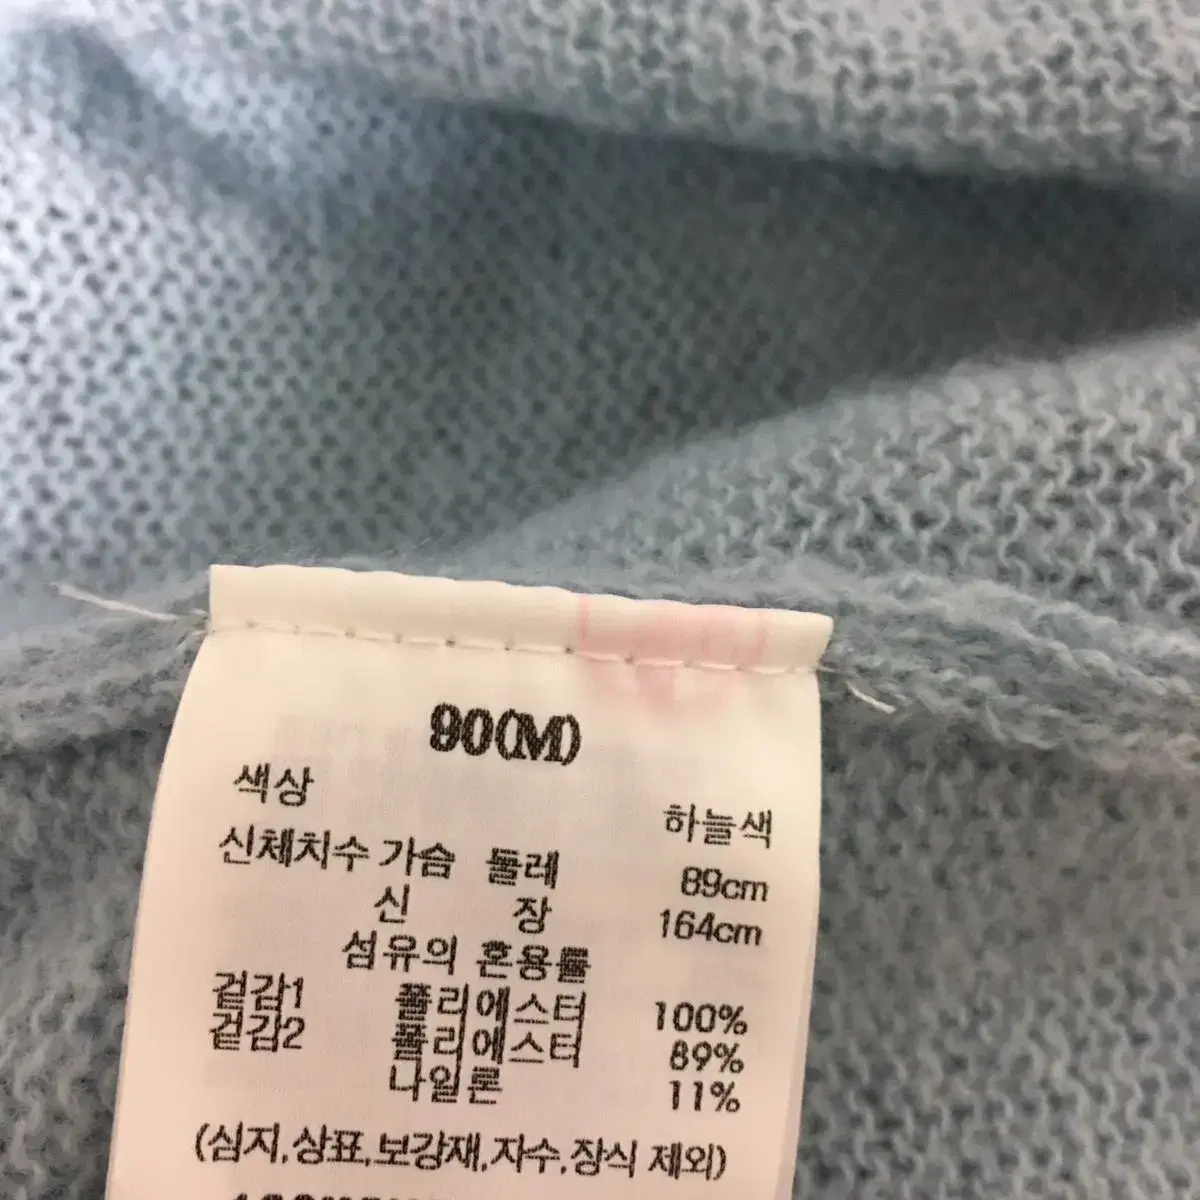 90(M)
색상 하늘색
신체치수 가슴 둘레 89cm
신 장 164cm
섬유의 혼용률
겉감1 폴리에스터 100%
겉감2 폴리에스터 89%
나일론 11%
(심지,상표,보강재,자수,장식 제외)